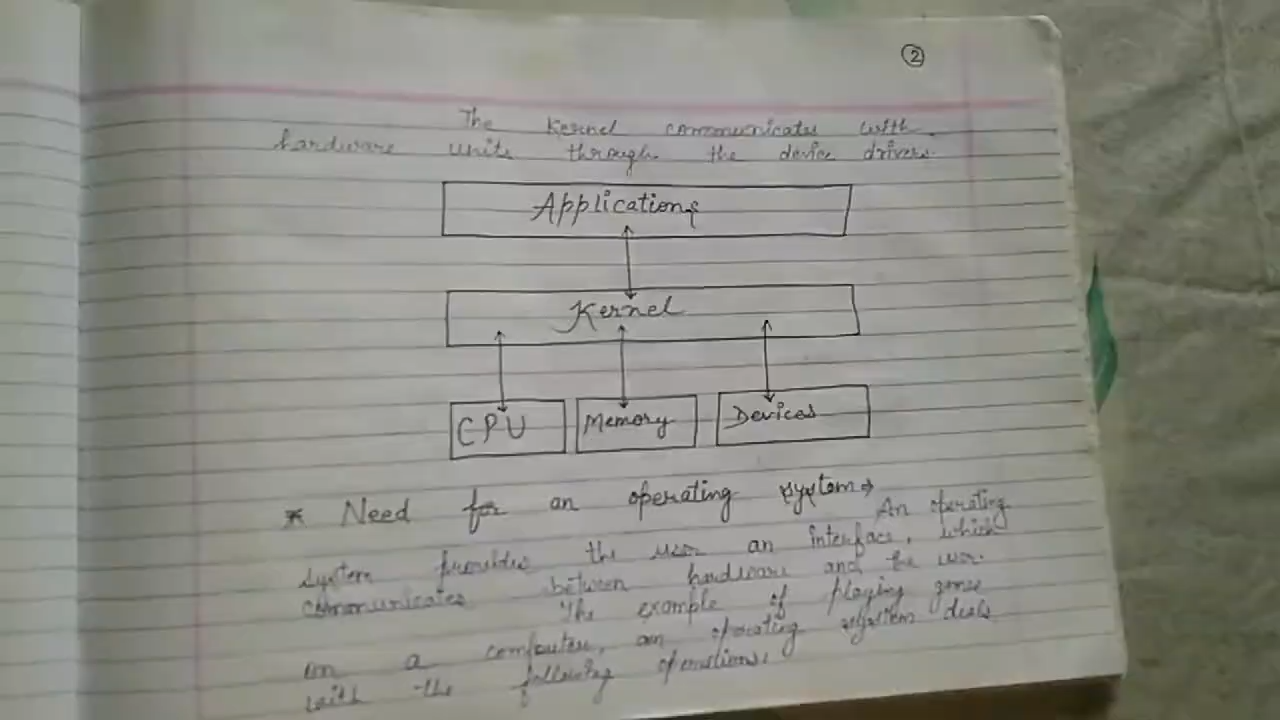 2
The Kernel communicates with
hardware units through the device drivers.
Applications
Kernel
CPU Memory Devices
* Need for an operating system →
An operating
system provides the user an interface, which
communicates between hardware and the user.
The example of playing games
on a computer, an operating system deals
with the following operations.